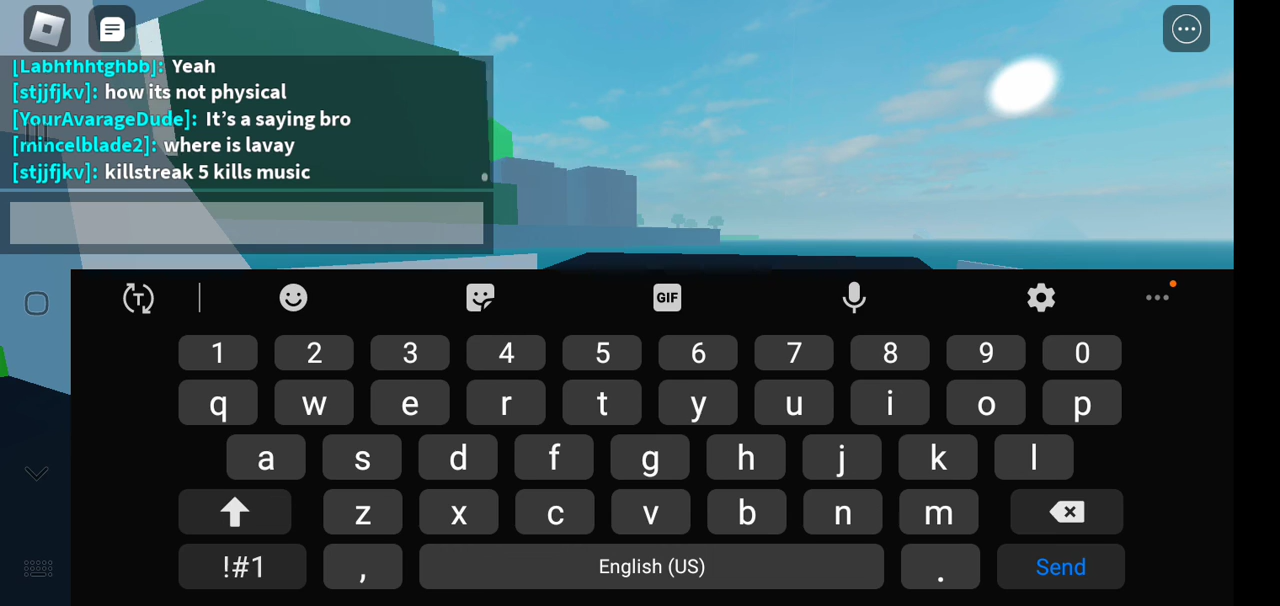 [Labhfhhtghbb]: Yeah
[stjjfjkv]: how its not physical
[YourAvarageDude]: It's a saying bro
[mincelblade2]: where is lavay
[stjjfjkv]: killstreak 5 kills music
T GIF
1 2 3 4 5 6 7 8 9 0
q w e r t y u i o p
a s d f g h j k l
z x c v b n m
!#1 , English (US) . Send